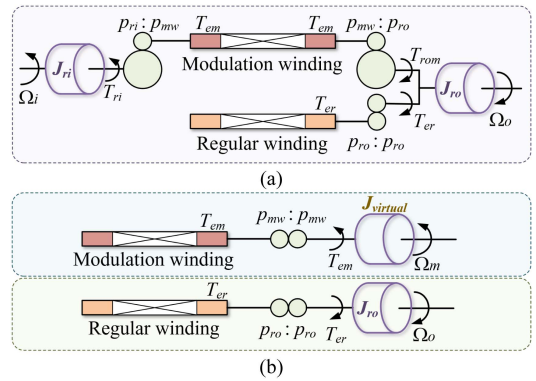 p_ri : p_mw T_em T_em p_mw : p_ro
Modulation winding
J_ri T_rom J_ro
Ω_i T_ri T_er T_er Ω_o
Regular winding p_ro : p_ro
(a)
J_virtual
T_em p_mw : p_mw
Modulation winding T_em Ω_m
T_er J_ro
Regular winding p_ro : p_ro T_er Ω_o
(b)